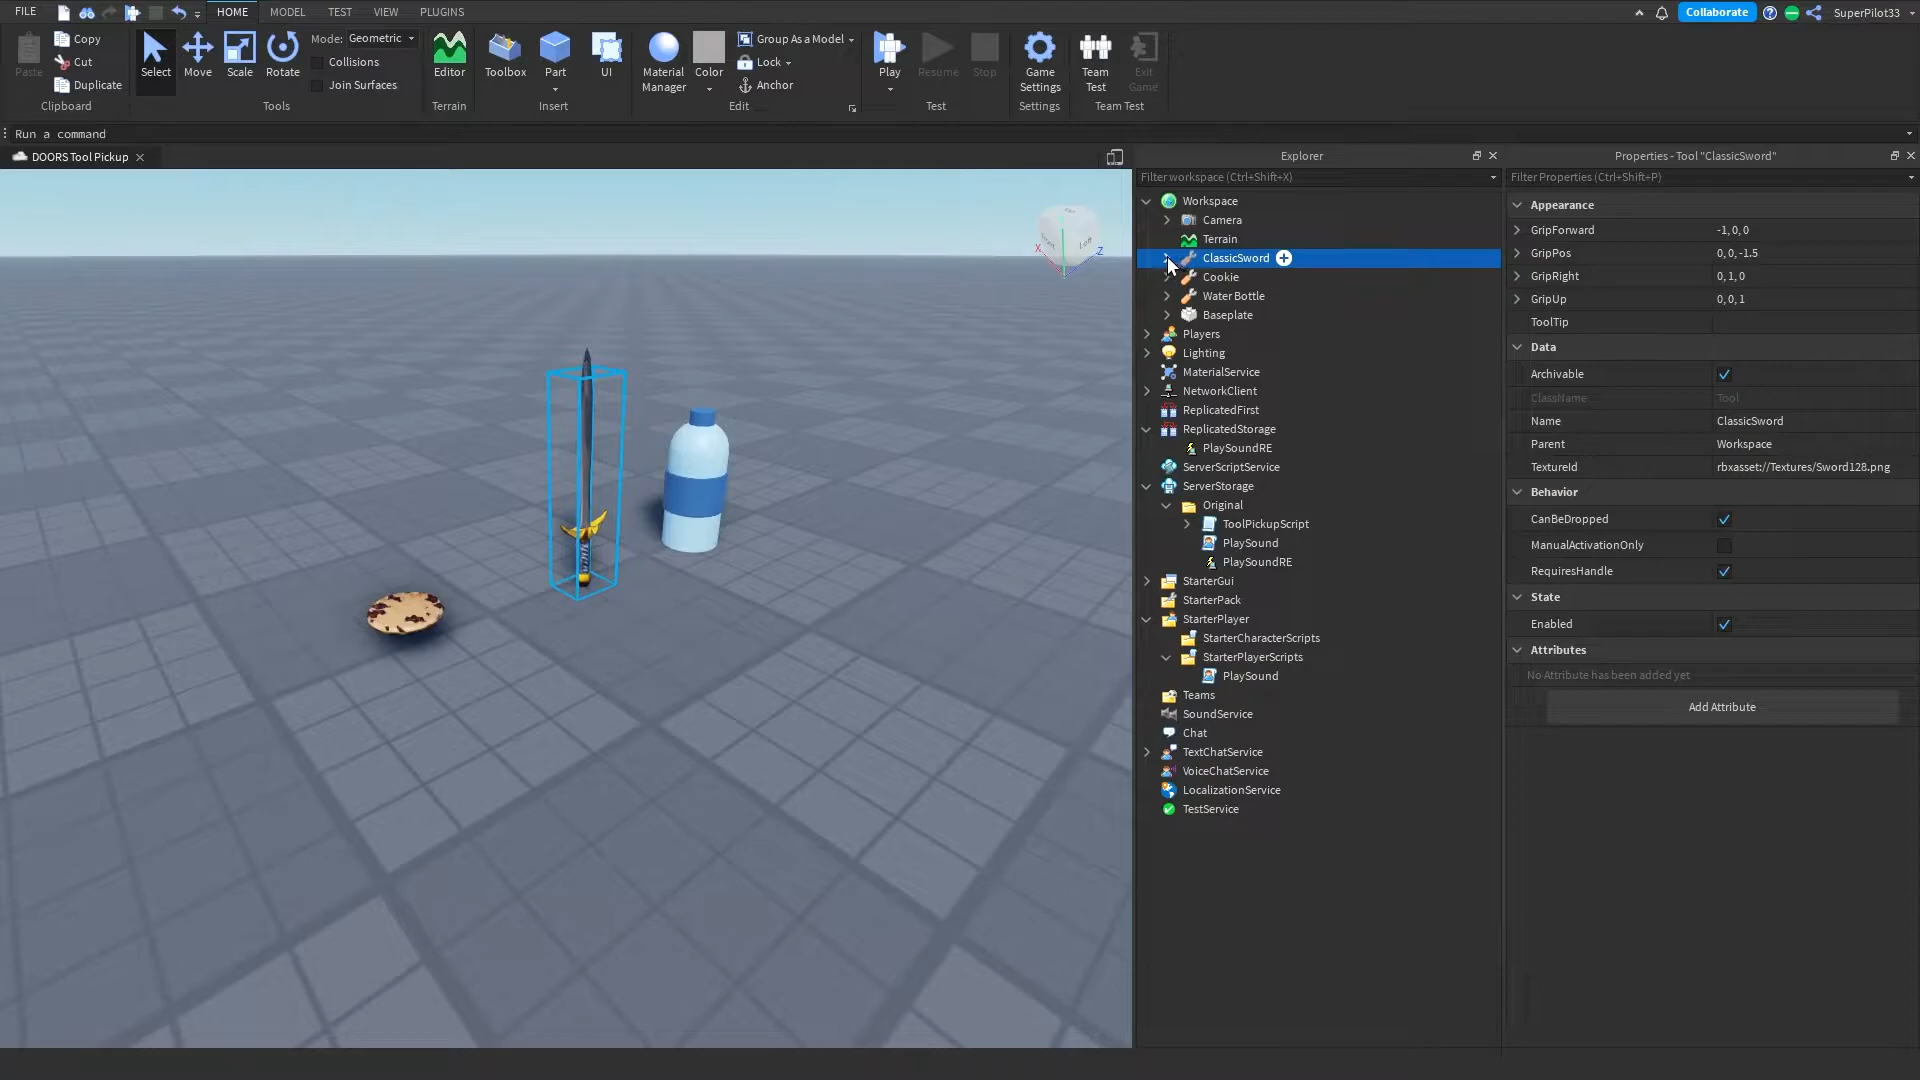 FILE HOME MODEL TEST VIEW PLUGINS Collaborate SuperPilot33
Paste Copy Cut Duplicate Clipboard
Select Move Scale Rotate Mode: Geometric Collisions Join Surfaces Tools
Editor Terrain
Toolbox Part UI Insert
Material Manager Color Group As a Model Lock Anchor Edit
Play Resume Stop Test
Game Settings Settings
Team Test Exit Game Team Test
Run a command
DOORS Tool Pickup
Explorer
Filter workspace (Ctrl+Shift+X)
Workspace
Camera
Terrain
ClassicSword
Cookie
Water Bottle
Baseplate
Players
Lighting
MaterialService
NetworkClient
ReplicatedFirst
ReplicatedStorage
PlaySoundRE
ServerScriptService
ServerStorage
Original
ToolPickupScript
PlaySound
PlaySoundRE
StarterGui
StarterPack
StarterPlayer
StarterCharacterScripts
StarterPlayerScripts
PlaySound
Teams
SoundService
Chat
TextChatService
VoiceChatService
LocalizationService
TestService
Properties - Tool "ClassicSword"
Filter Properties (Ctrl+Shift+P)
Appearance
GripForward -1, 0, 0
GripPos 0, 0, -1.5
GripRight 0, 1, 0
GripUp 0, 0, 1
ToolTip
Data
Archivable
ClassName Tool
Name ClassicSword
Parent Workspace
TextureId rbxasset://Textures/Sword128.png
Behavior
CanBeDropped
ManualActivationOnly
RequiresHandle
State
Enabled
Attributes
No Attribute has been added yet
Add Attribute
X Z Left